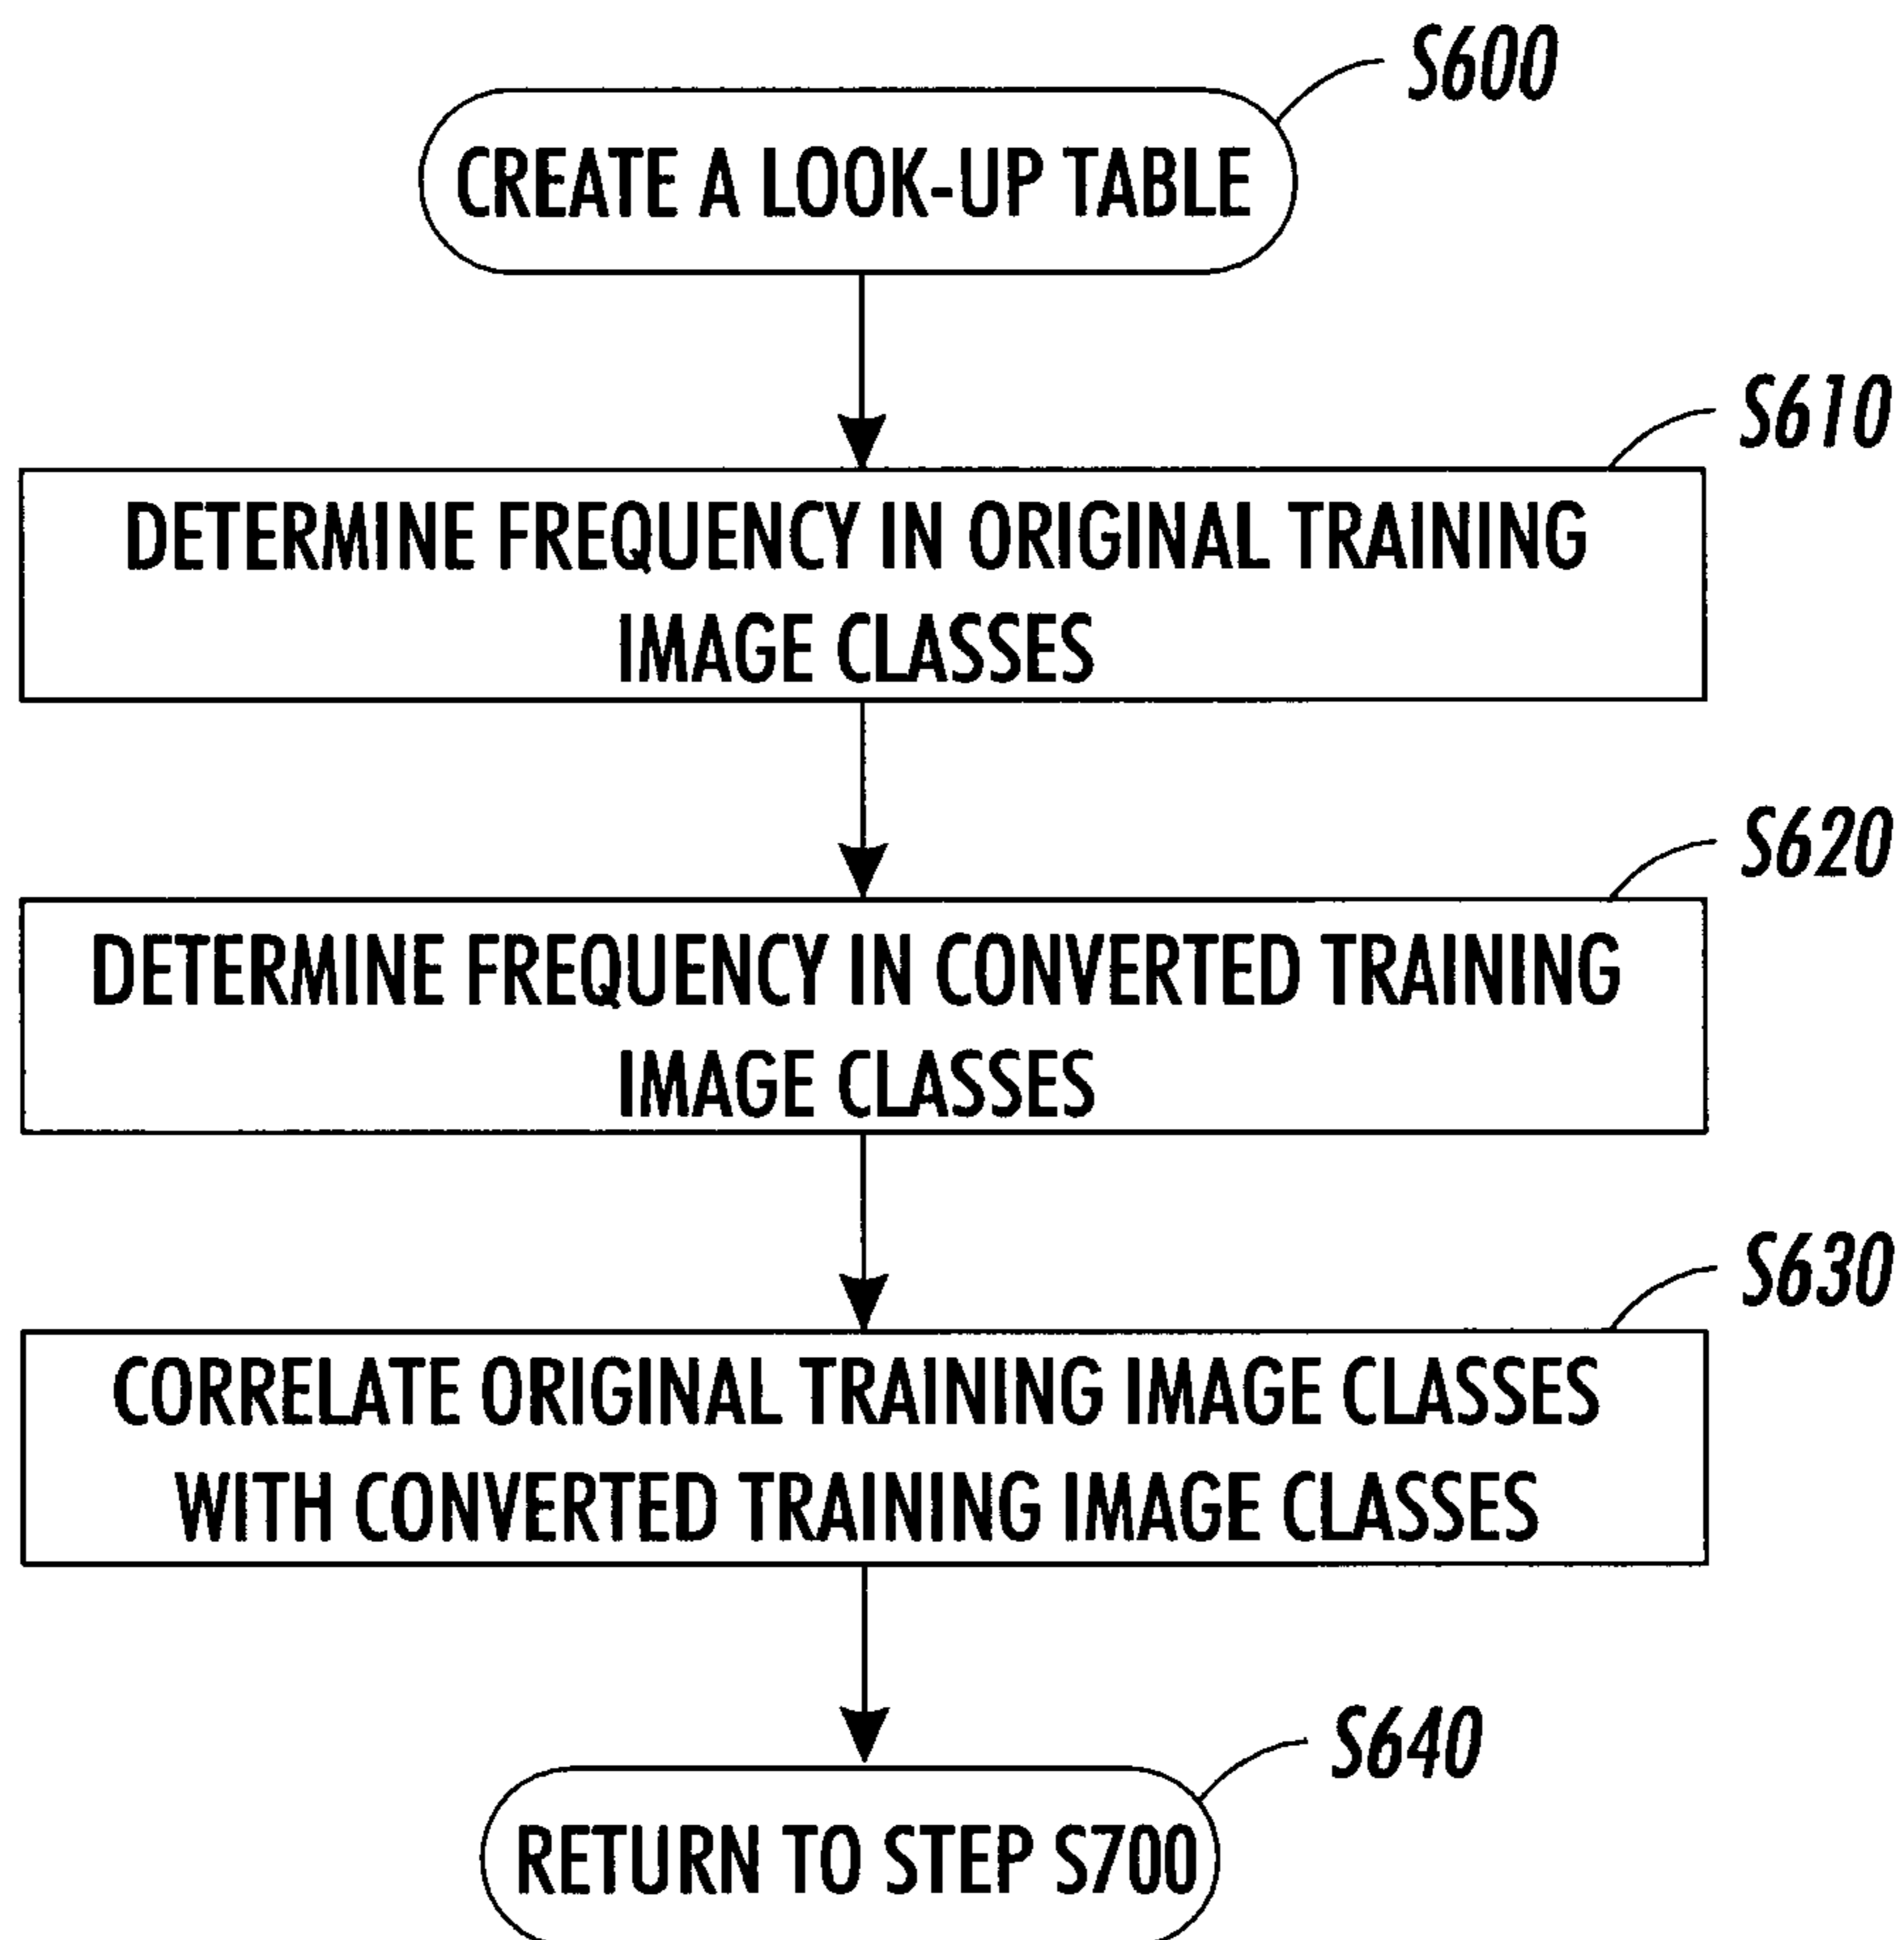 S600
CREATE A LOOK-UP TABLE
S610
DETERMINE FREQUENCY IN ORIGINAL TRAINING
IMAGE CLASSES
S620
DETERMINE FREQUENCY IN CONVERTED TRAINING
IMAGE CLASSES
S630
CORRELATE ORIGINAL TRAINING IMAGE CLASSES
WITH CONVERTED TRAINING IMAGE CLASSES
S640
RETURN TO STEP S700